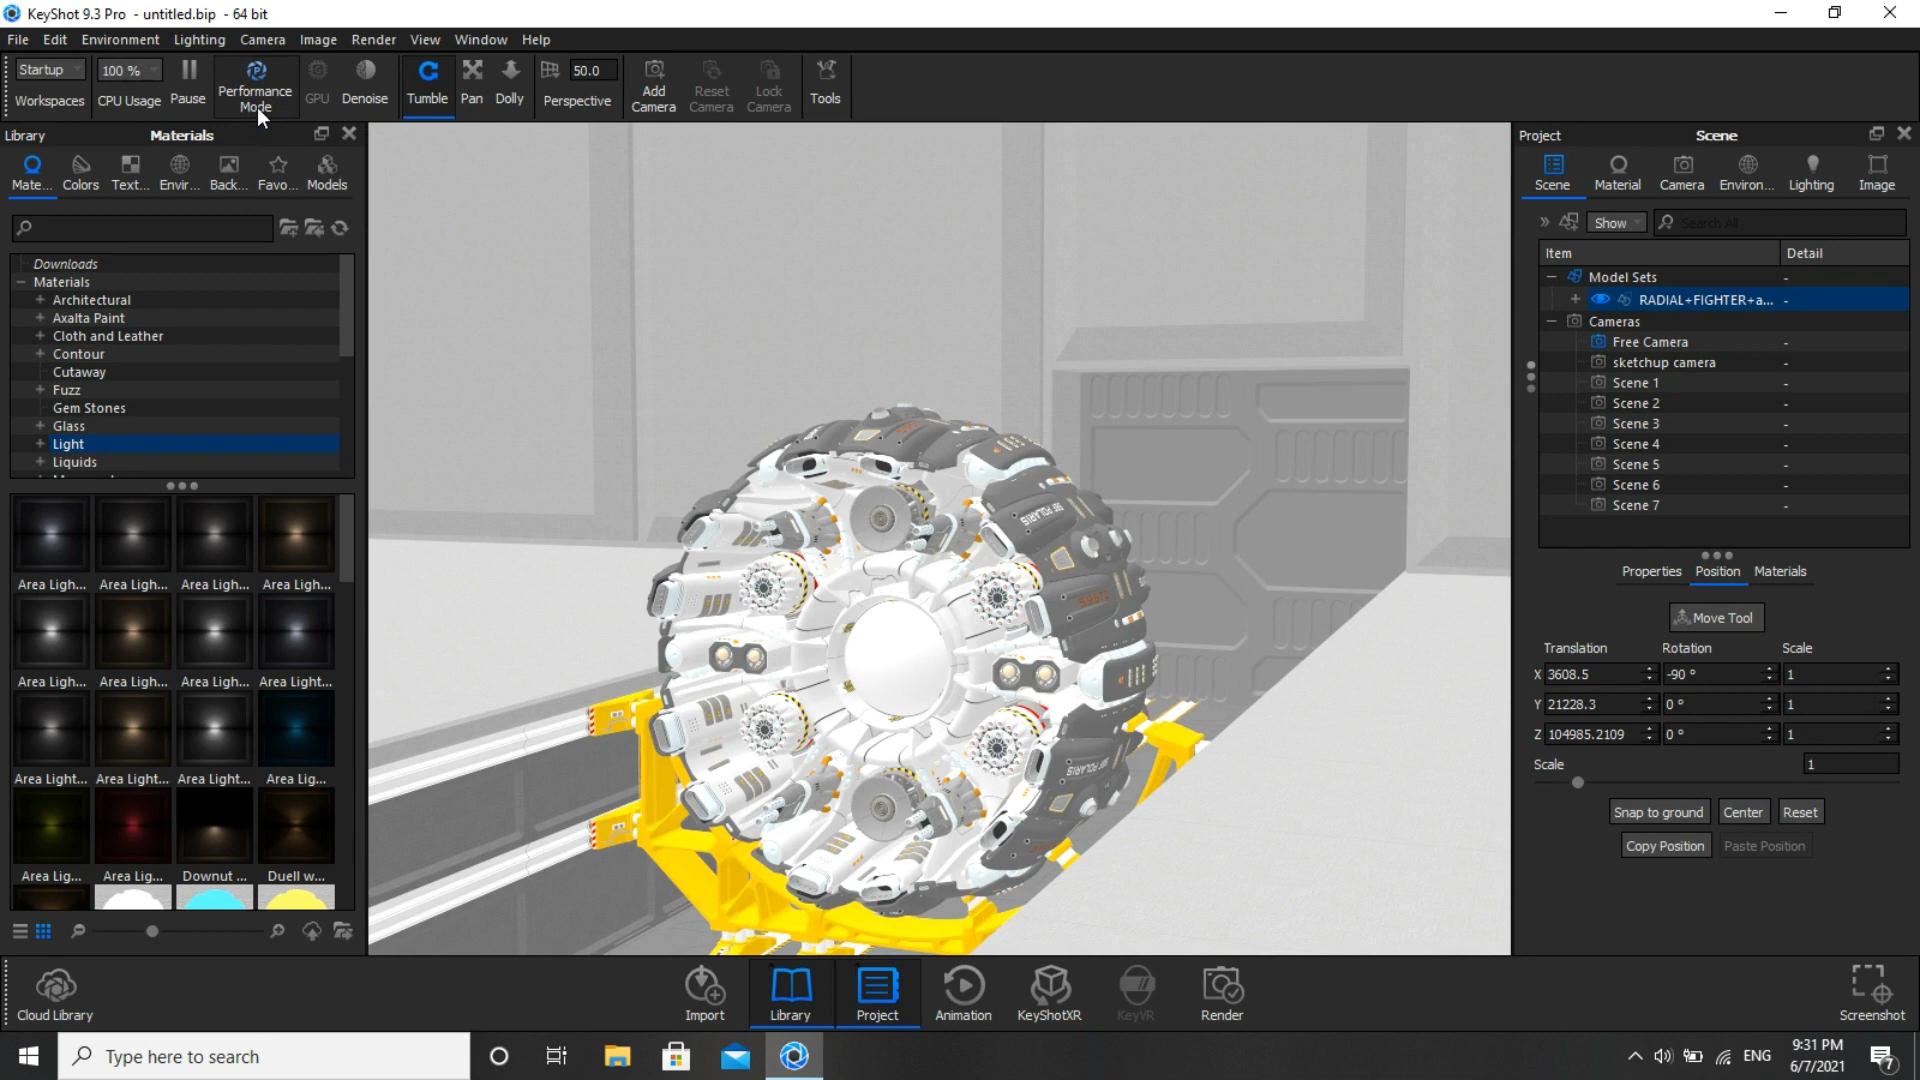 KeyShot 9.3 Pro - untitled.bip - 64 bit
File Edit Environment Lighting Camera Image Render View Window Help
Startup
Workspaces
100 %
CPU Usage
Pause
Performance
Mode
GPU
Denoise
Tumble
Pan
Dolly
50.0
Perspective
Add
Camera
Reset
Camera
Lock
Camera
Tools
Library
Materials
Mate... Colors Text... Envir... Back... Favo... Models
Downloads
Materials
Architectural
Axalta Paint
Cloth and Leather
Contour
Cutaway
Fuzz
Gem Stones
Glass
Light
Liquids
Area Ligh... Area Ligh... Area Ligh... Area Ligh...
Area Ligh... Area Ligh... Area Ligh... Area Light...
Area Light... Area Light... Area Light... Area Lig...
Area Lig... Area Lig... Downut ... Duell w...
Project
Scene
Scene Material Camera Environ... Lighting Image
Show
Search All
Item Detail
Model Sets -
RADIAL+FIGHTER+a... -
Cameras
Free Camera -
sketchup camera -
Scene 1 -
Scene 2 -
Scene 3 -
Scene 4 -
Scene 5 -
Scene 6 -
Scene 7 -
Properties Position Materials
Move Tool
Translation Rotation Scale
X 3608.5 -90 ° 1
Y 21228.3 0 ° 1
Z 104985.2109 0 ° 1
Scale 1
Snap to ground Center Reset
Copy Position Paste Position
Cloud Library
Import
Library
Project
Animation
KeyShotXR
KeyVR
Render
Screenshot
Type here to search
ENG
9:31 PM
6/7/2021
7